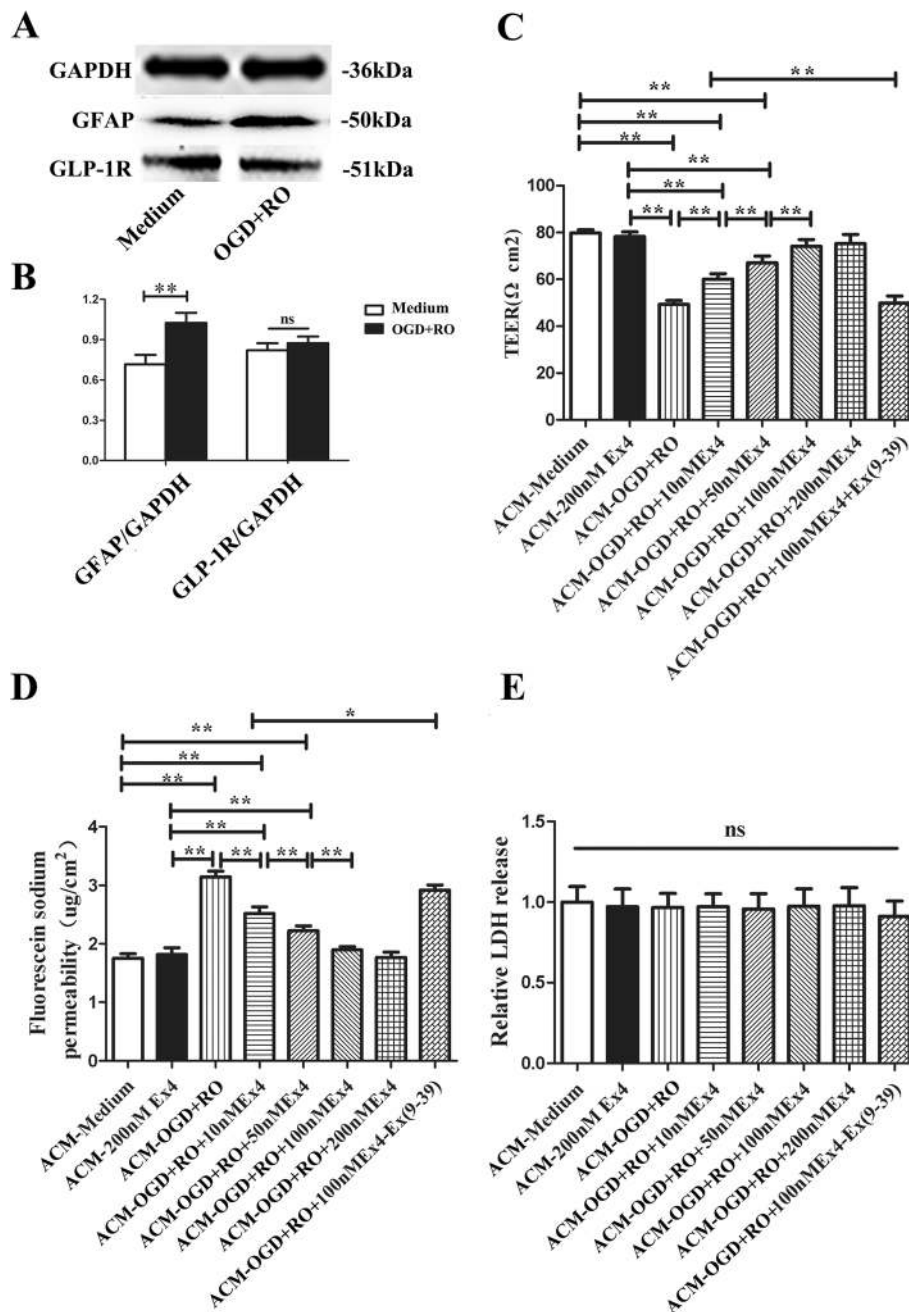 A
GAPDH
-36kDa
GFAP
-50kDa
GLP-1R
-51kDa
Medium
OGD+RO
B
**
ns
Medium
OGD+RO
1.2
0.9
0.6
0.3
0.0
GFAP/GAPDH
GLP-1R/GAPDH
C
**
**
**
**
**
**
** ** ** **
TEER(Ω cm2)
100
80
60
40
20
0
ACM-Medium
ACM-200nM Ex4
ACM-OGD+RO
ACM-OGD+RO+10nMEx4
ACM-OGD+RO+50nMEx4
ACM-OGD+RO+100nMEx4
ACM-OGD+RO+200nMEx4
ACM-OGD+RO+100nMEx4+Ex(9-39)
D
*
**
**
**
**
**
** ** ** **
Fluorescein sodium
permeability (ug/cm²)
4
3
2
1
0
ACM-Medium
ACM-200nM Ex4
ACM-OGD+RO
ACM-OGD+RO+10nMEx4
ACM-OGD+RO+50nMEx4
ACM-OGD+RO+100nMEx4
ACM-OGD+RO+200nMEx4
ACM-OGD+RO+100nMEx4-Ex(9-39)
E
ns
Relative LDH release
1.5
1.0
0.5
0.0
ACM-Medium
ACM-200nM Ex4
ACM-OGD+RO
ACM-OGD+RO+10nMEx4
ACM-OGD+RO+50nMEx4
ACM-OGD+RO+100nMEx4
ACM-OGD+RO+200nMEx4
ACM-OGD+RO+100nMEx4-Ex(9-39)